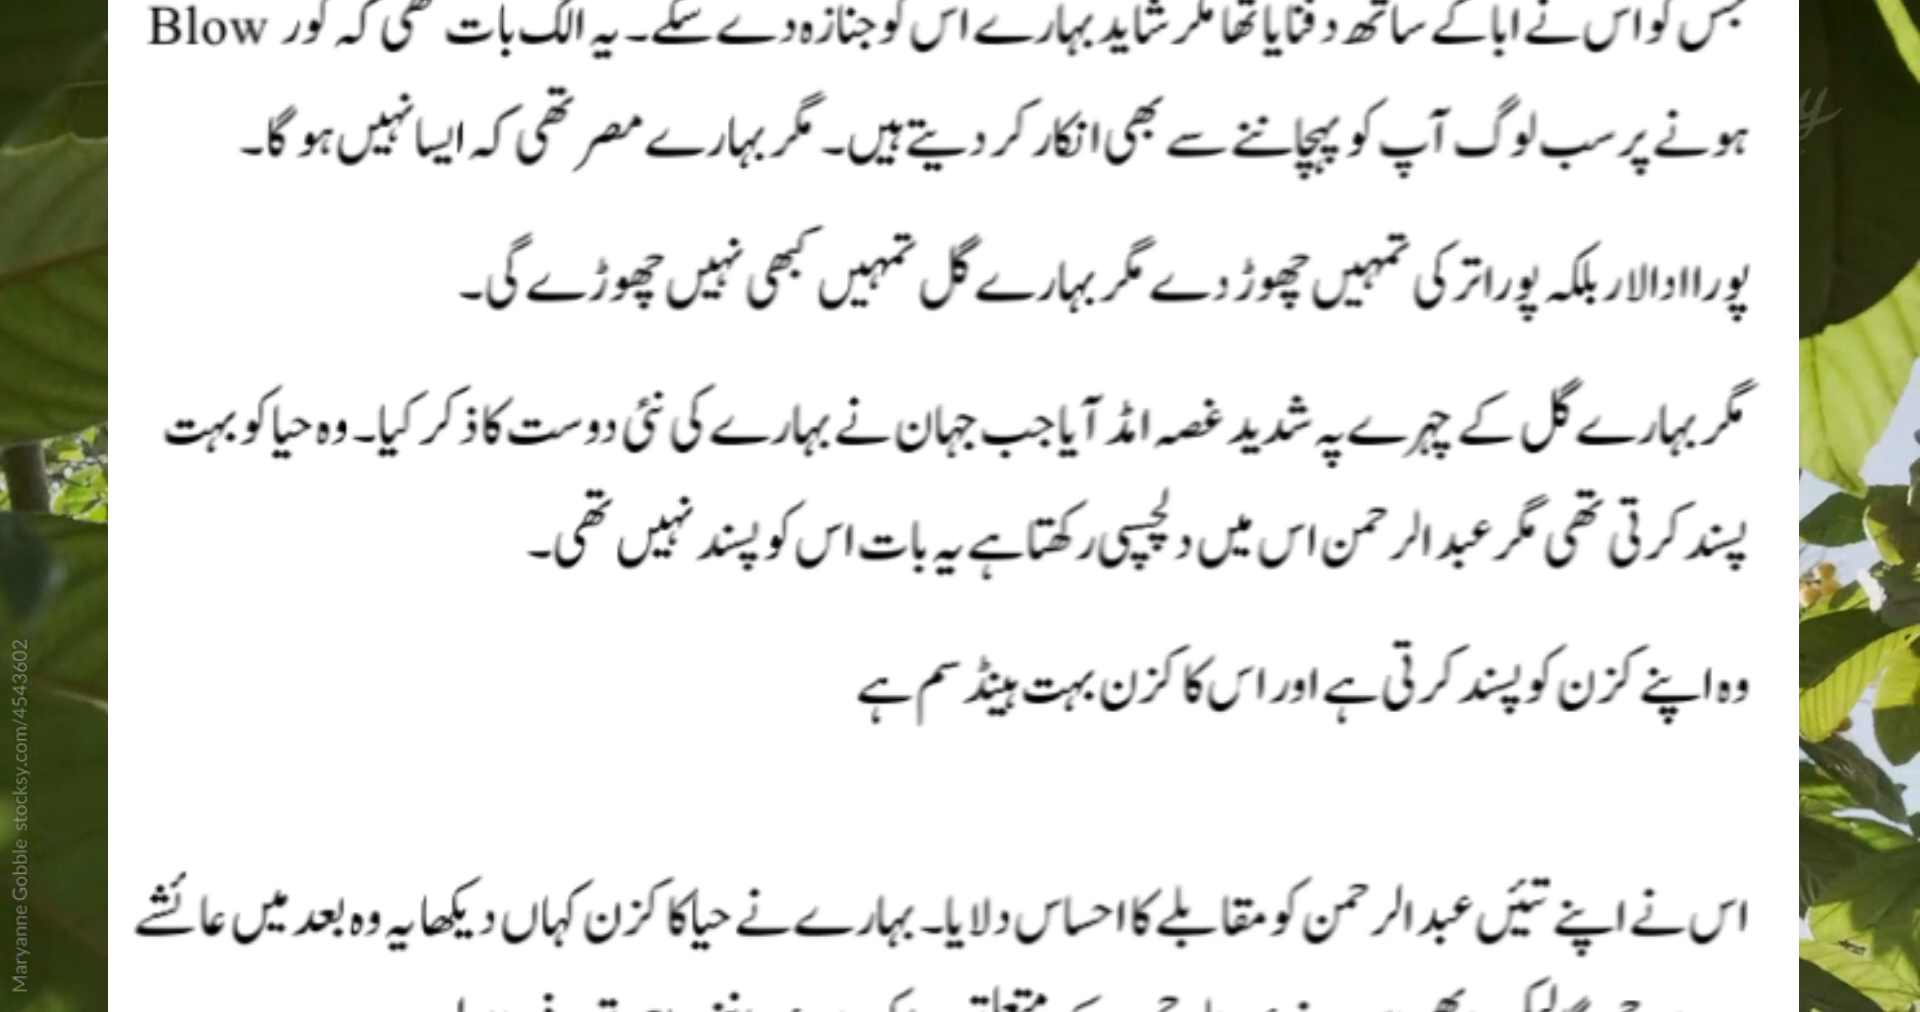 جس کو اس نے ابا کے ساتھ دفنایا تھا مگر شاید بہارے اس کو جنازہ دے سکے۔ یہ الگ بات تھی کہ کور Blow
ہونے پر سب لوگ آپ کو پہچاننے سے بھی انکار کر دیتے ہیں۔ مگر بہارے مصر تھی کہ ایسا نہیں ہو گا۔
پورا ادالار بلکہ پورا ترکی تمہیں چھوڑ دے مگر بہارے گل تمہیں کبھی نہیں چھوڑے گی۔
مگر بہارے گل کے چہرے پہ شدید غصہ امڈ آیا جب جہان نے بہارے کی نئی دوست کا ذکر کیا۔ وہ حیا کو بہت
پسند کرتی تھی مگر عبد الرحمن اس میں دلچسپی رکھتا ہے یہ بات اس کو پسند نہیں تھی۔
وہ اپنے کزن کو پسند کرتی ہے اور اس کا کزن بہت ہینڈ سم ہے
اس نے اپنے تئیں عبد الرحمن کو مقابلے کا احساس دلایا۔ بہارے نے حیا کا کزن کہاں دیکھا یہ وہ بعد میں عائشے
Maryanne Gobble stocksy.com/4543602